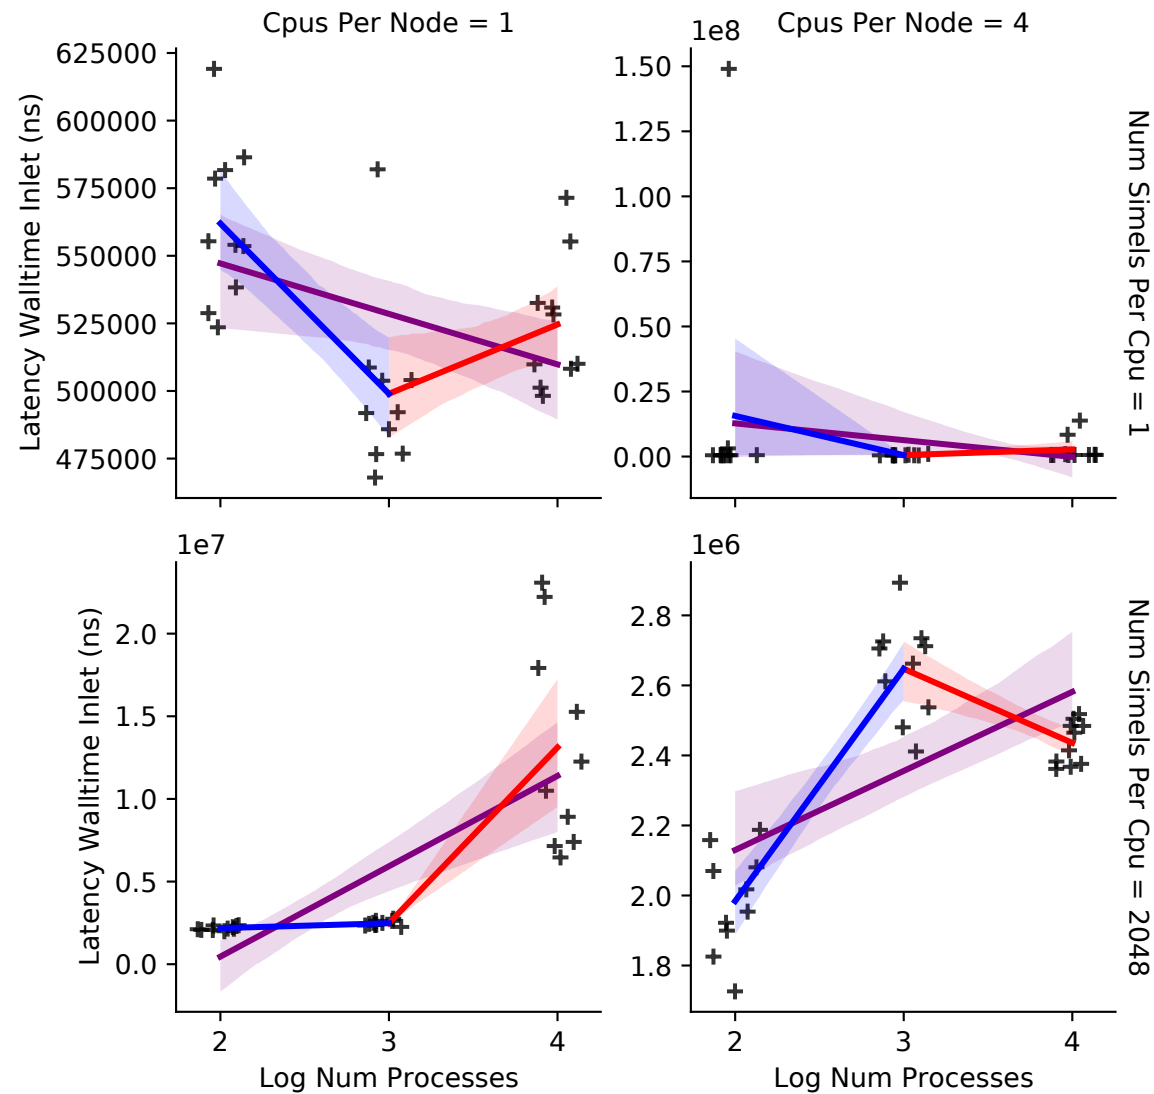 Cpus Per Node = 1
Cpus Per Node = 4
1e8
625000
600000
575000
550000
525000
500000
475000
Latency Walltime Inlet (ns)
1.50
1.25
1.00
0.75
0.50
0.25
0.00
Num Simels Per Cpu = 1
1e7
2.0
1.5
1.0
0.5
0.0
Latency Walltime Inlet (ns)
1e6
2.8
2.6
2.4
2.2
2.0
1.8
Num Simels Per Cpu = 2048
2 3 4
2 3 4
Log Num Processes
Log Num Processes